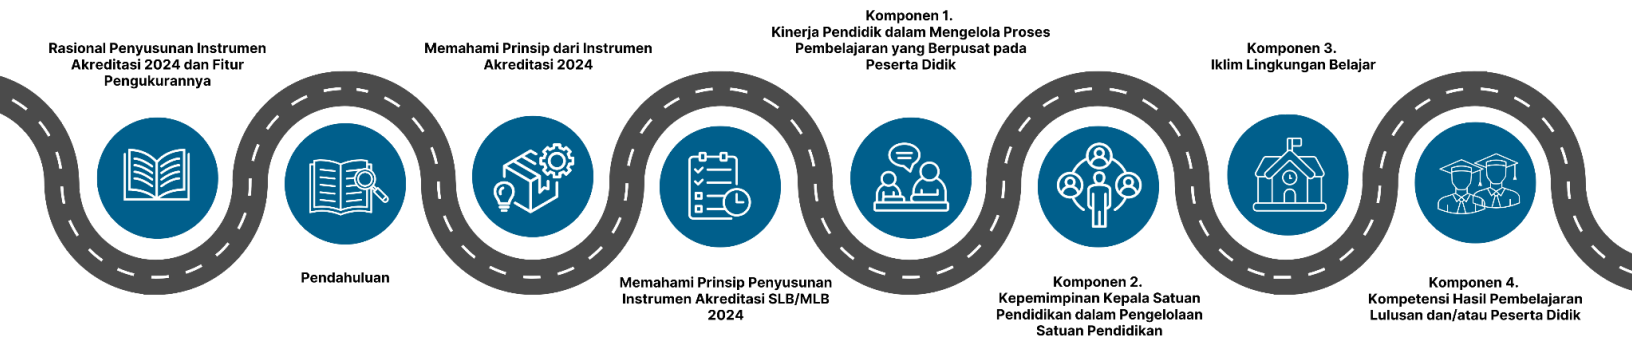 Rasional Penyusunan Instrumen
Akreditasi 2024 dan Fitur
Pengukurannya
Pendahuluan
Memahami Prinsip dari Instrumen
Akreditasi 2024
Memahami Prinsip Penyusunan
Instrumen Akreditasi SLB/MLB
2024
Komponen 1.
Kinerja Pendidik dalam Mengelola Proses
Pembelajaran yang Berpusat pada
Peserta Didik
Komponen 2.
Kepemimpinan Kepala Satuan
Pendidikan dalam Pengelolaan
Satuan Pendidikan
Komponen 3.
Iklim Lingkungan Belajar
Komponen 4.
Kompetensi Hasil Pembelajaran
Lulusan dan/atau Peserta Didik